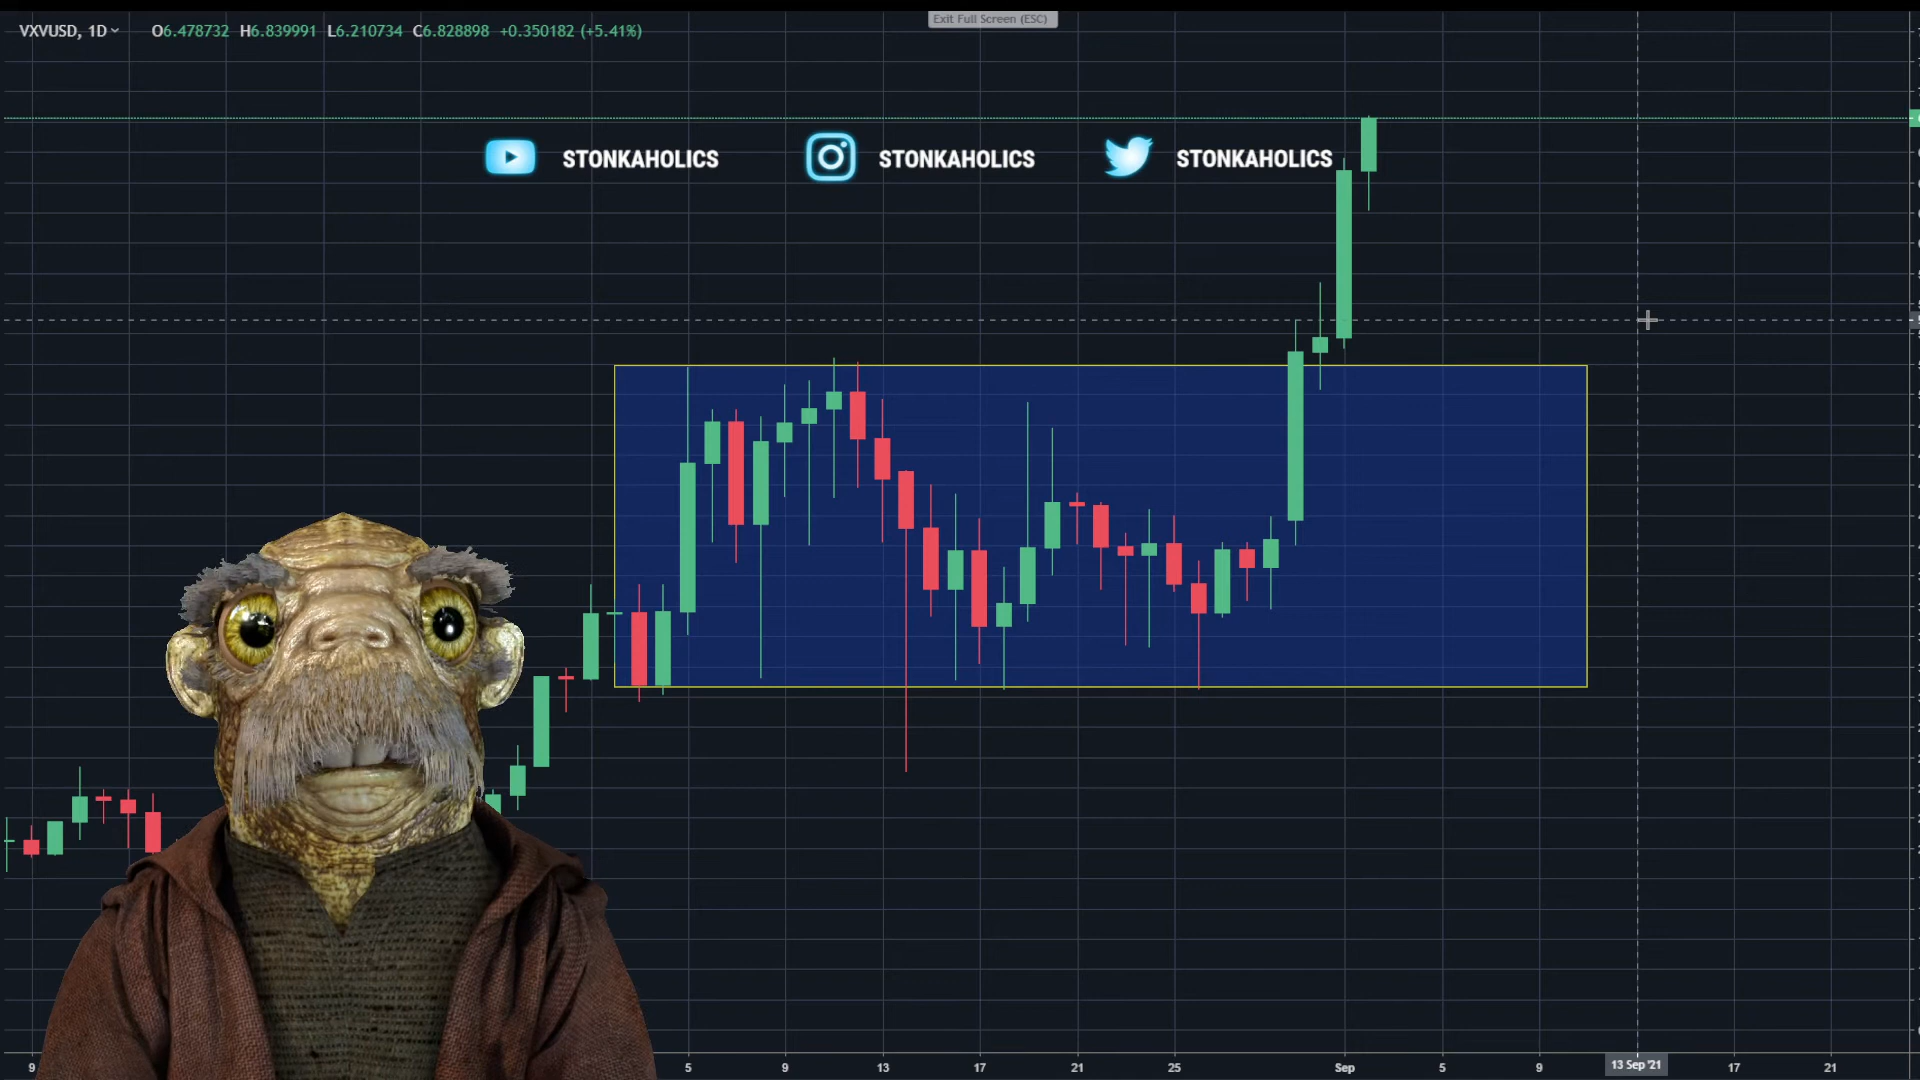 Exit Full Screen (ESC)
VXVUSD, 1D O6.478732 H6.839991 L6.210734 C6.828898 +0.350182 (+5.41%)
STONKAHOLICS STONKAHOLICS STONKAHOLICS
9 5 9 13 17 21 25 Sep 5 9 13 Sep '21 17 21